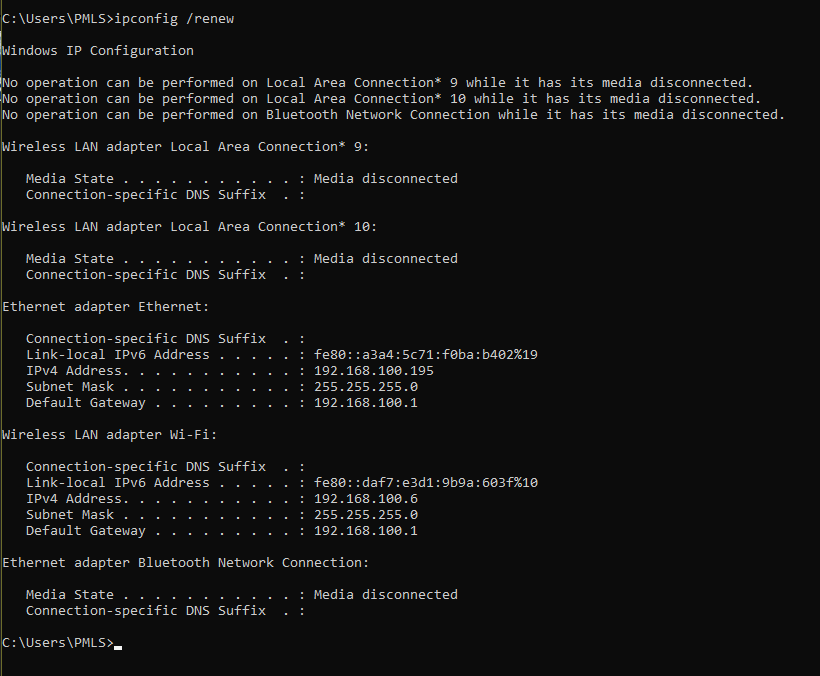 C:\Users\PMLS>ipconfig /renew
Windows IP Configuration
No operation can be performed on Local Area Connection* 9 while it has its media disconnected.
No operation can be performed on Local Area Connection* 10 while it has its media disconnected.
No operation can be performed on Bluetooth Network Connection while it has its media disconnected.
Wireless LAN adapter Local Area Connection* 9:
Media State . . . . . . . . . . . : Media disconnected
Connection-specific DNS Suffix  . :
Wireless LAN adapter Local Area Connection* 10:
Media State . . . . . . . . . . . : Media disconnected
Connection-specific DNS Suffix  . :
Ethernet adapter Ethernet:
Connection-specific DNS Suffix  . :
Link-local IPv6 Address . . . . . : fe80::a3a4:5c71:f0ba:b402%19
IPv4 Address. . . . . . . . . . . : 192.168.100.195
Subnet Mask . . . . . . . . . . . : 255.255.255.0
Default Gateway . . . . . . . . . : 192.168.100.1
Wireless LAN adapter Wi-Fi:
Connection-specific DNS Suffix  . :
Link-local IPv6 Address . . . . . : fe80::daf7:e3d1:9b9a:603f%10
IPv4 Address. . . . . . . . . . . : 192.168.100.6
Subnet Mask . . . . . . . . . . . : 255.255.255.0
Default Gateway . . . . . . . . . : 192.168.100.1
Ethernet adapter Bluetooth Network Connection:
Media State . . . . . . . . . . . : Media disconnected
Connection-specific DNS Suffix  . :
C:\Users\PMLS>